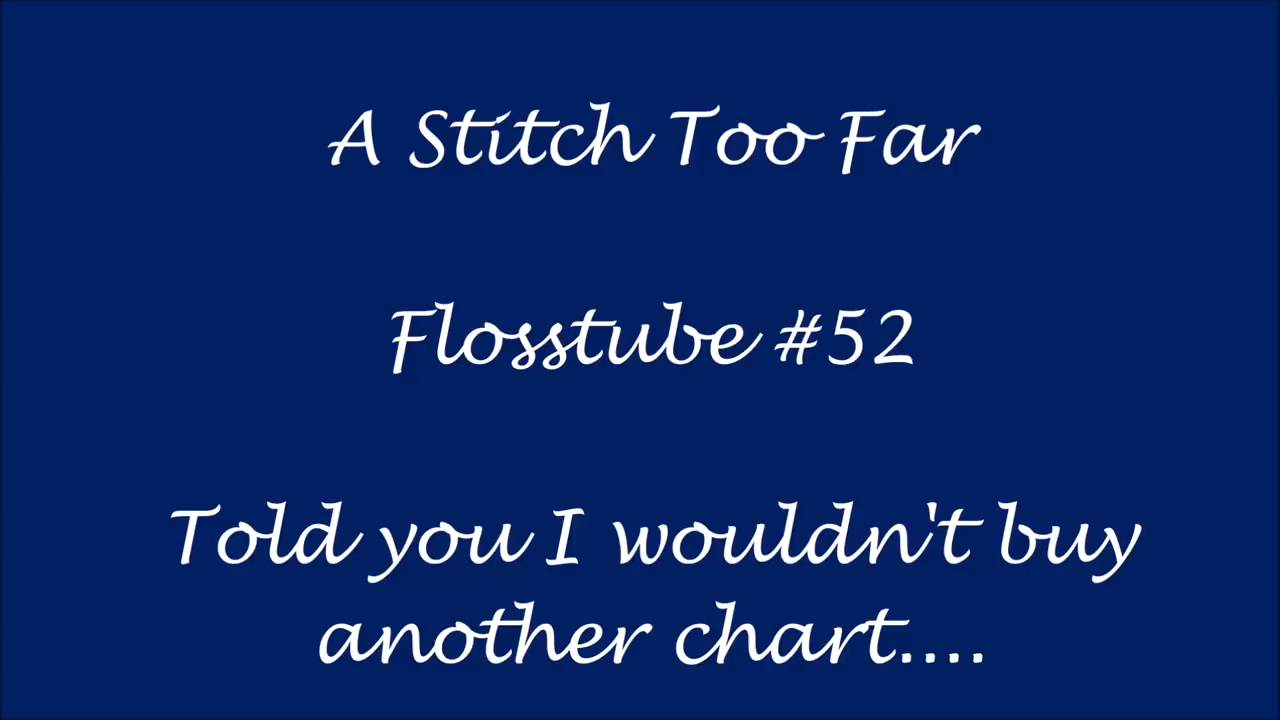 A Stitch Too Far
Flosstube #52
Told you I wouldn't buy
another chart....